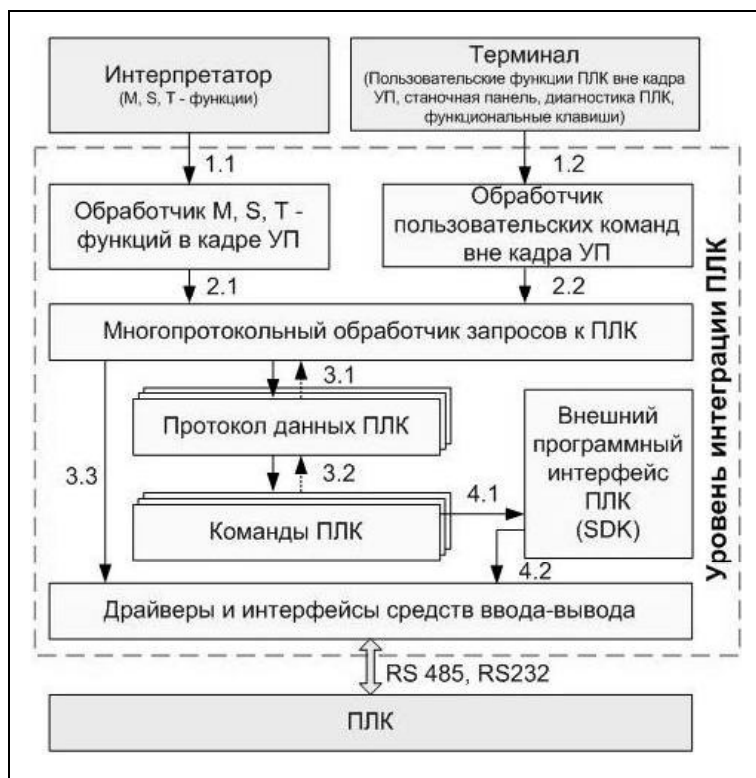 Интерпретатор
(M, S, T - функции)
Терминал
(Пользовательские функции ПЛК вне кадра
УП, станочная панель, диагностика ПЛК,
функциональные клавиши)
1.1
1.2
Обработчик M, S, T -
функций в кадре УП
Обработчик
пользовательских команд
вне кадра УП
2.1
2.2
Многопротокольный обработчик запросов к ПЛК
3.1
Протокол данных ПЛК
3.2
3.3
Команды ПЛК
4.1
Внешний
программный
интерфейс
ПЛК
(SDK)
4.2
Драйверы и интерфейсы средств ввода-вывода
Уровень интеграции ПЛК
RS 485, RS232
ПЛК